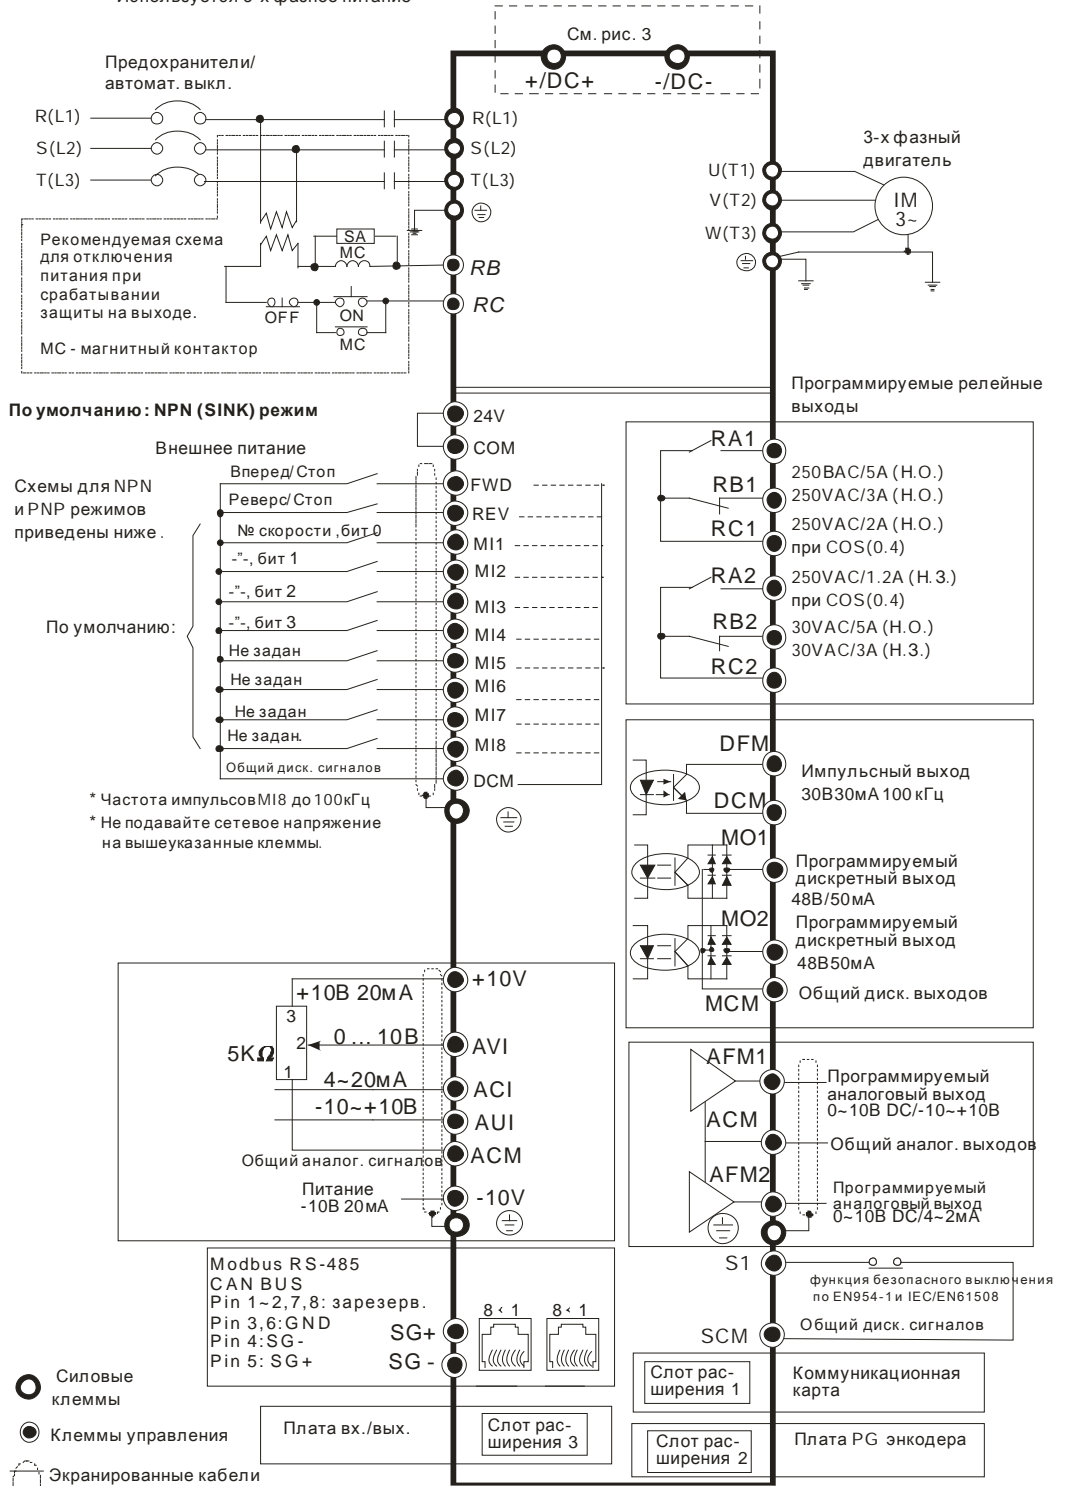 См. рис. 3
+/DC+
-/DC-
Предохранители/
автомат. выкл.
R(L1)
S(L2)
T(L3)
R(L1)
S(L2)
T(L3)
3-х фазный
двигатель
U(T1)
V(T2)
W(T3)
IM
3~
Рекомендуемая схема
для отключения
питания при
срабатывании
защиты на выходе.
МС - магнитный контактор
SA
MC
OFF
ON
MC
RB
RC
По умолчанию: NPN (SINK) режим
24V
COM
Внешнее питание
Схемы для NPN
и PNP режимов
приведены ниже.
По умолчанию:
Вперед/Стоп
FWD
Реверс/Стоп
REV
№ скорости, бит 0
MI1
-"-, бит 1
MI2
-"-, бит 2
MI3
-"-, бит 3
MI4
Не задан
MI5
Не задан
MI6
Не задан
MI7
Не задан.
MI8
Общий диск. сигналов
DCM
* Частота импульсов MI8 до 100кГц
* Не подавайте сетевое напряжение
на вышеуказанные клеммы.
Программируемые релейные
выходы
RA1
RB1
RC1
RA2
RB2
RC2
250BAC/5A (Н.О.)
250VAC/3A (Н.О.)
250VAC/2A (Н.О.)
при COS(0.4)
250VAC/1.2A (Н.З.)
при COS(0.4)
30VAC/5A (Н.О.)
30VAC/3A (Н.З.)
DFM
DCM
Импульсный выход
30В30мА 100 кГц
MO1
Программируемый
дискретный выход
48В/50мА
MO2
Программируемый
дискретный выход
48В50мА
MCM
Общий диск. выходов
+10V
+10В 20мА
3
2
1
5KΩ
0 ... 10В
AVI
4~20мА
ACI
-10~+10В
AUI
ACM
Общий аналог. сигналов
Питание
-10В 20мА
-10V
AFM1
Программируемый
аналоговый выход
0~10В DC/-10~+10В
ACM
Общий аналог. выходов
AFM2
Программируемый
аналоговый выход
0~10В DC/4~2мА
S1
функция безопасного выключения
по EN954-1 и IEC/EN61508
SCM
Общий диск. сигналов
Modbus RS-485
CAN BUS
Pin 1~2,7,8: зарезерв.
Pin 3,6:GND
Pin 4:SG-
Pin 5: SG+
SG+
SG -
8‹1
8‹1
Слот рас-
ширения 1
Коммуникационная
карта
Слот рас-
ширения 2
Плата PG энкодера
Плата вх./вых.
Слот рас-
ширения 3
Силовые
клеммы
Клеммы управления
Экранированные кабели